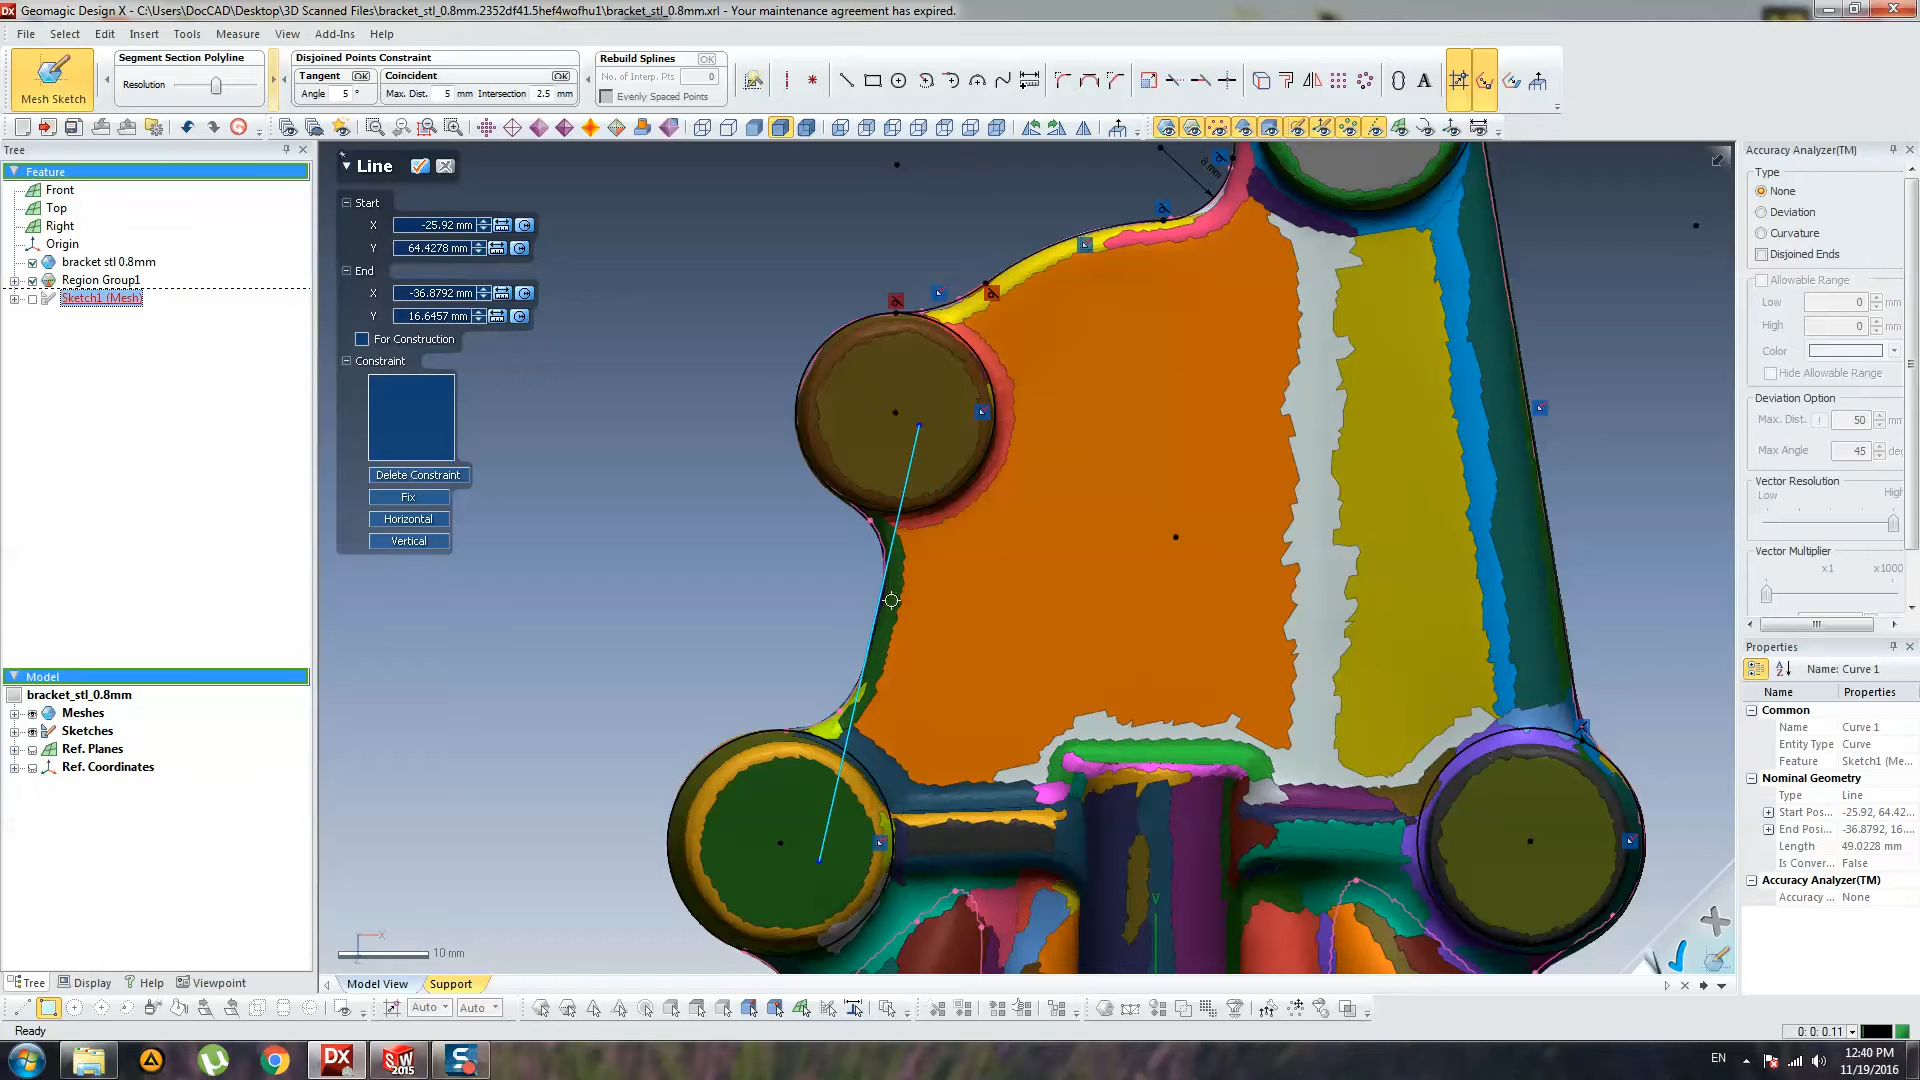 Geomagic Design X - C:\Users\DocCAD\Desktop\3D Scanned Files\bracket_stl_0.8mm.2352df41.5hef4wofhu1\bracket_stl_0.8mm.xrl - Your maintenance agreement has expired.
File Select Edit Insert Tools Measure View Add-Ins Help
Mesh Sketch
Segment Section Polyline
Resolution
Disjoined Points Constraint
Tangent OK Coincident OK
Angle 5 ° Max. Dist. 5 mm Intersection 2.5 mm
Rebuild Splines OK
No. of Interp. Pts 0
Evenly Spaced Points
Tree
Feature
Front
Top
Right
Origin
bracket stl 0.8mm
Region Group1
Sketch1 (Mesh)
Model
bracket_stl_0.8mm
Meshes
Sketches
Ref. Planes
Ref. Coordinates
Tree Display Help Viewpoint
Line
Start
X -25.92 mm
Y 64.4278 mm
End
X -36.8792 mm
Y 16.6457 mm
For Construction
Constraint
Delete Constraint
Fix
Horizontal
Vertical
8 mm
V
X
10 mm
Model View Support
Accuracy Analyzer(TM)
Type
None
Deviation
Curvature
Disjoined Ends
Allowable Range
Low 0 mm
High 0 mm
Color
Hide Allowable Range
Deviation Option
Max. Dist. 50 mm
Max Angle 45 deg
Vector Resolution
Low High
Vector Multiplier
x1 x1000
Properties
Name: Curve 1
Name Properties
Common
Name Curve 1
Entity Type Curve
Feature Sketch1 (Me...
Nominal Geometry
Type Line
Start Pos... -25.92, 64.42...
End Posi... -36.8792, 16....
Length 49.0228 mm
Is Conver... False
Accuracy Analyzer(TM)
Accuracy ... None
Auto Auto
Ready
0: 0: 0.11
DX SW 2015 S
EN
12:40 PM
11/19/2016